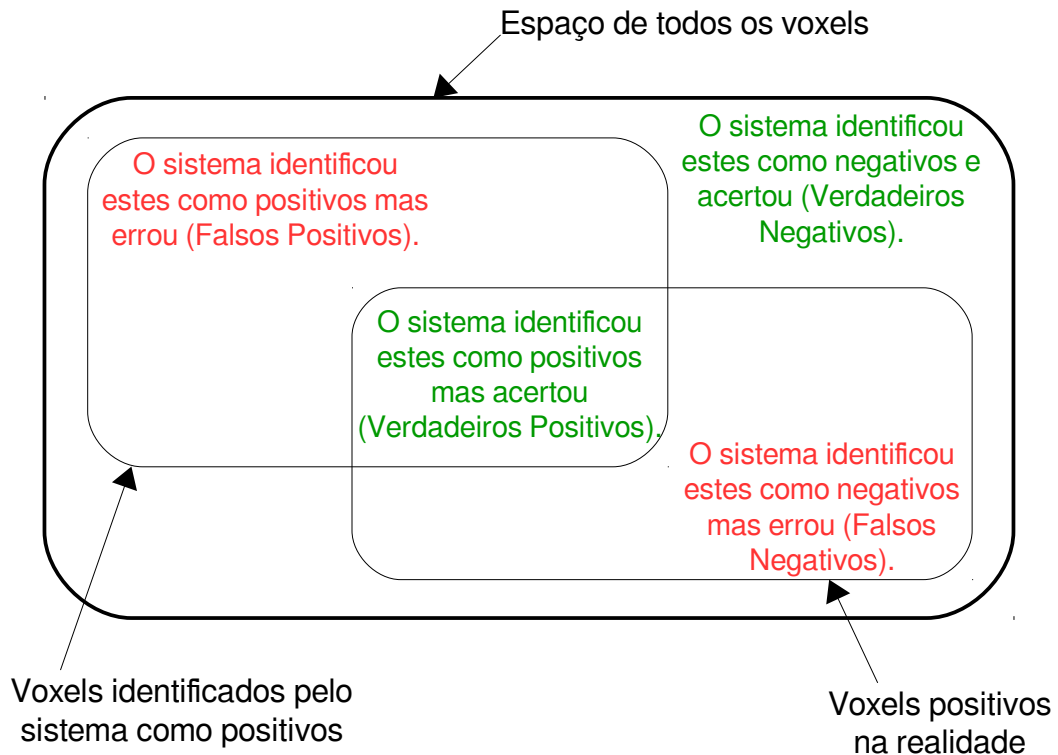 Espaço de todos os voxels
O sistema identificou
estes como positivos mas
errou (Falsos Positivos).
O sistema identificou
estes como negativos e
acertou (Verdadeiros
Negativos).
O sistema identificou
estes como positivos
mas acertou
(Verdadeiros Positivos).
O sistema identificou
estes como negativos
mas errou (Falsos
Negativos).
Voxels identificados pelo
sistema como positivos
Voxels positivos
na realidade